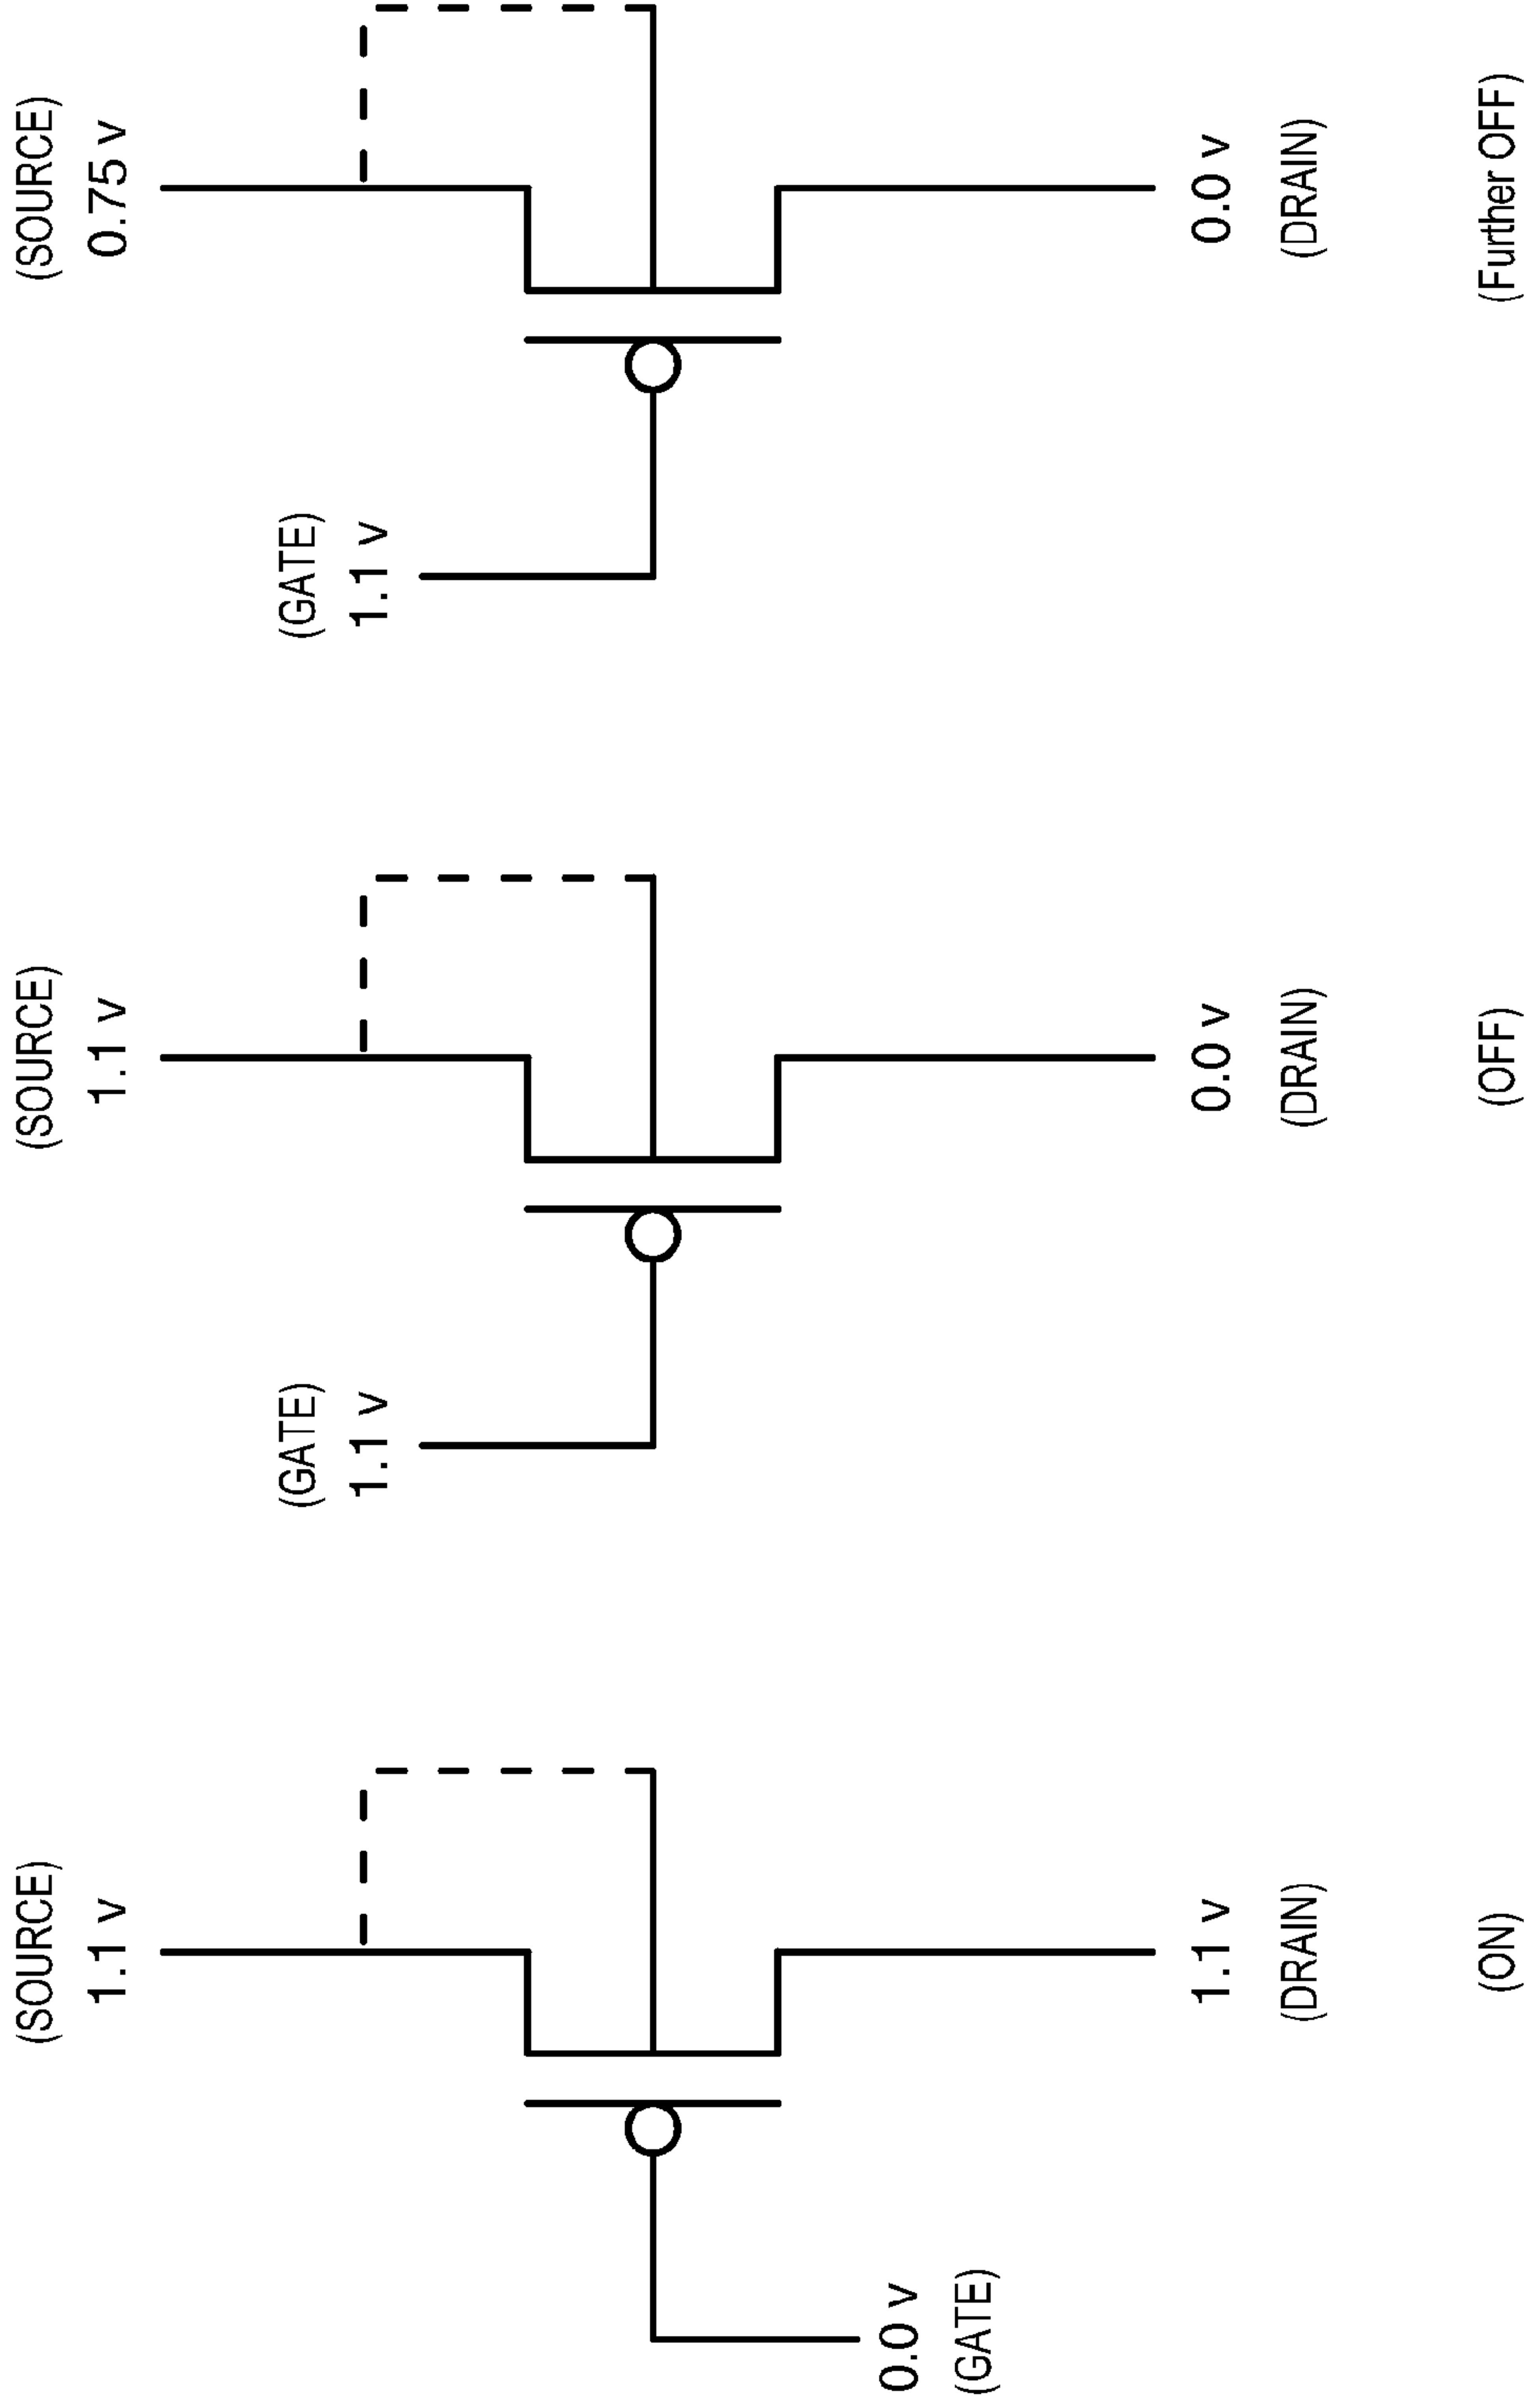 (SOURCE)
1.1 v
0.0 v
(GATE)
1.1 v
(DRAIN)
(ON)
(SOURCE)
1.1 v
(GATE)
1.1 v
0.0 v
(DRAIN)
(OFF)
(SOURCE)
0.75 v
(GATE)
1.1 v
0.0 v
(DRAIN)
(Further OFF)